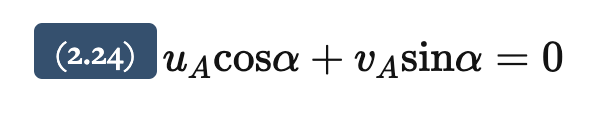 (2.24) u_A cosα + v_A sinα = 0